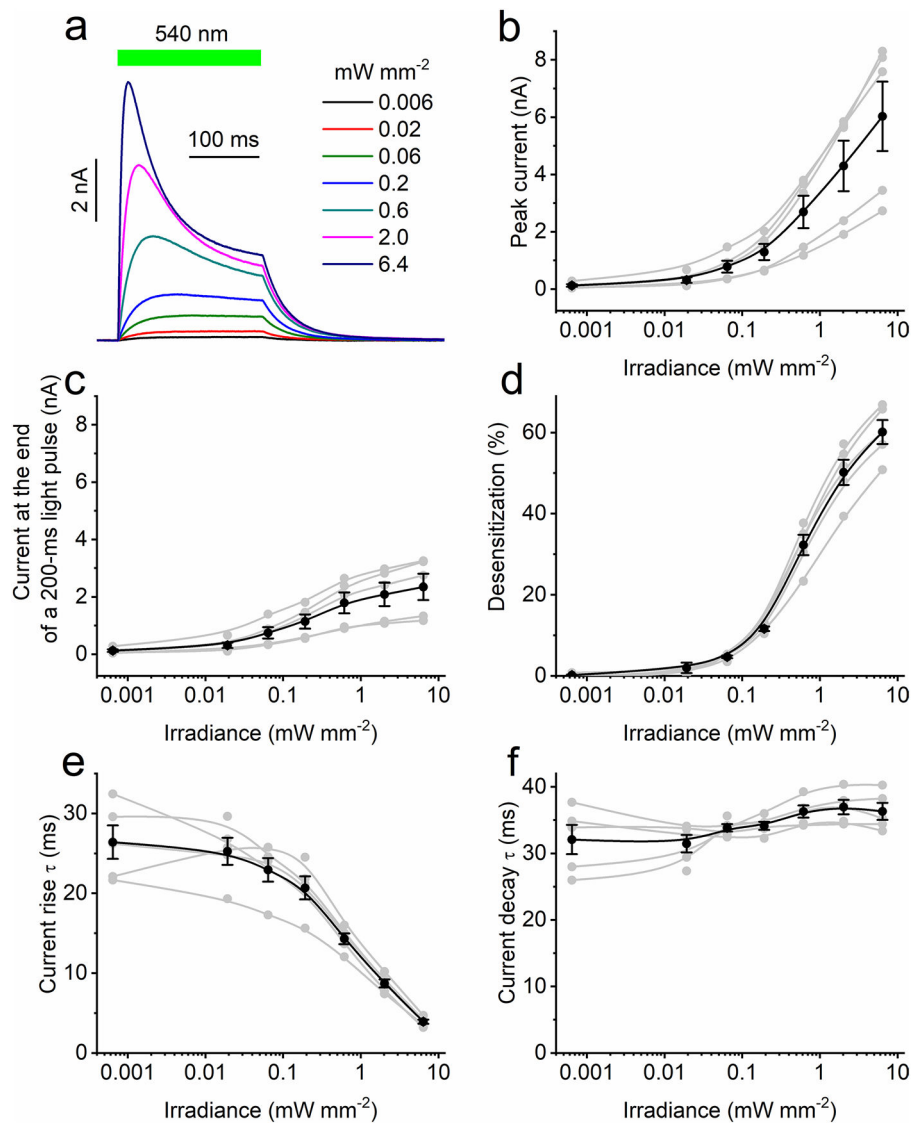 a
540 nm
mW mm-2
0.006
0.02
0.06
0.2
0.6
2.0
6.4
100 ms
2 nA
b
Peak current (nA)
8
6
4
2
0
0.001 0.01 0.1 1 10
Irradiance (mW mm-2)
c
Current at the end
of a 200-ms light pulse (nA)
8
6
4
2
0
0.001 0.01 0.1 1 10
Irradiance (mW mm-2)
d
Desensitization (%)
60
40
20
0
0.001 0.01 0.1 1 10
Irradiance (mW mm-2)
e
Current rise τ (ms)
30
20
10
0
0.001 0.01 0.1 1 10
Irradiance (mW mm-2)
f
Current decay τ (ms)
40
30
20
10
0
0.001 0.01 0.1 1 10
Irradiance (mW mm-2)